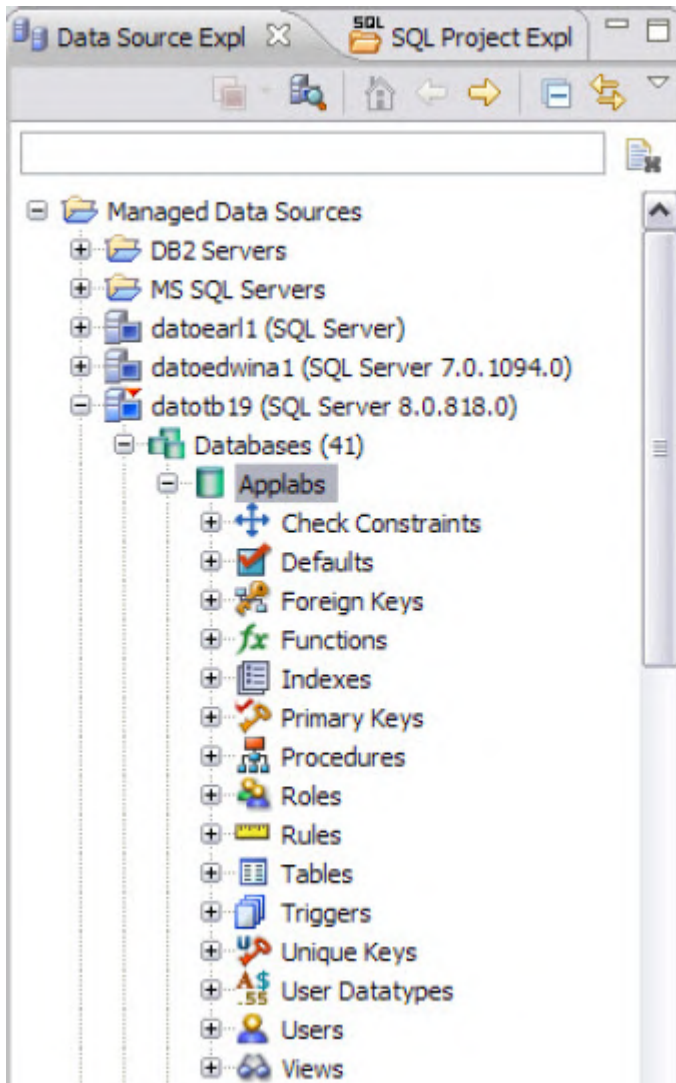 Data Source Expl
SQL SQL Project Expl
Managed Data Sources
DB2 Servers
MS SQL Servers
datoearl1 (SQL Server)
datoedwina1 (SQL Server 7.0.1094.0)
datotb19 (SQL Server 8.0.818.0)
Databases (41)
Applabs
Check Constraints
Defaults
Foreign Keys
fx Functions
Indexes
Primary Keys
Procedures
Roles
Rules
Tables
Triggers
U Unique Keys
A$ .55 User Datatypes
Users
Views